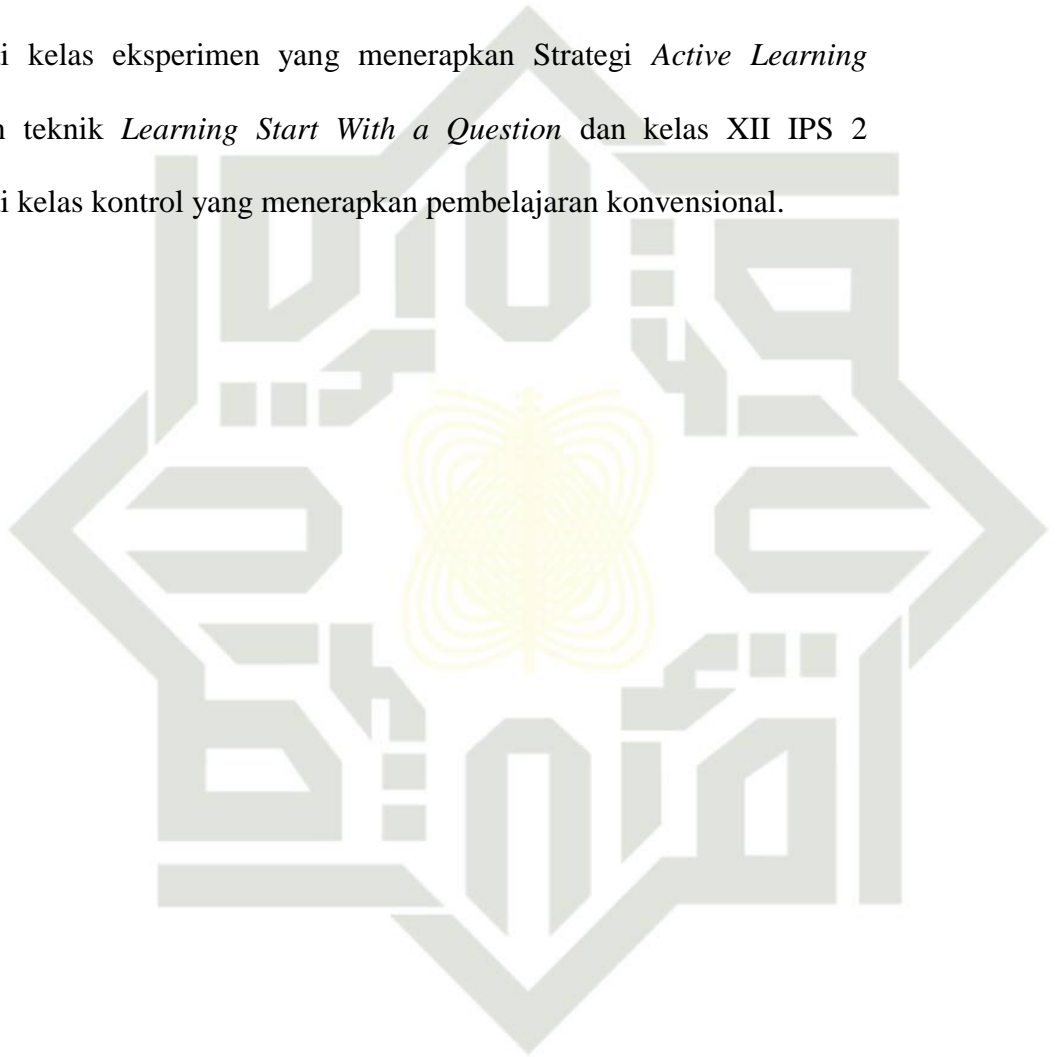 i kelas eksperimen yang menerapkan Strategi Active Learning
teknik Learning Start With a Question dan kelas XII IPS 2
i kelas kontrol yang menerapkan pembelajaran konvensional.